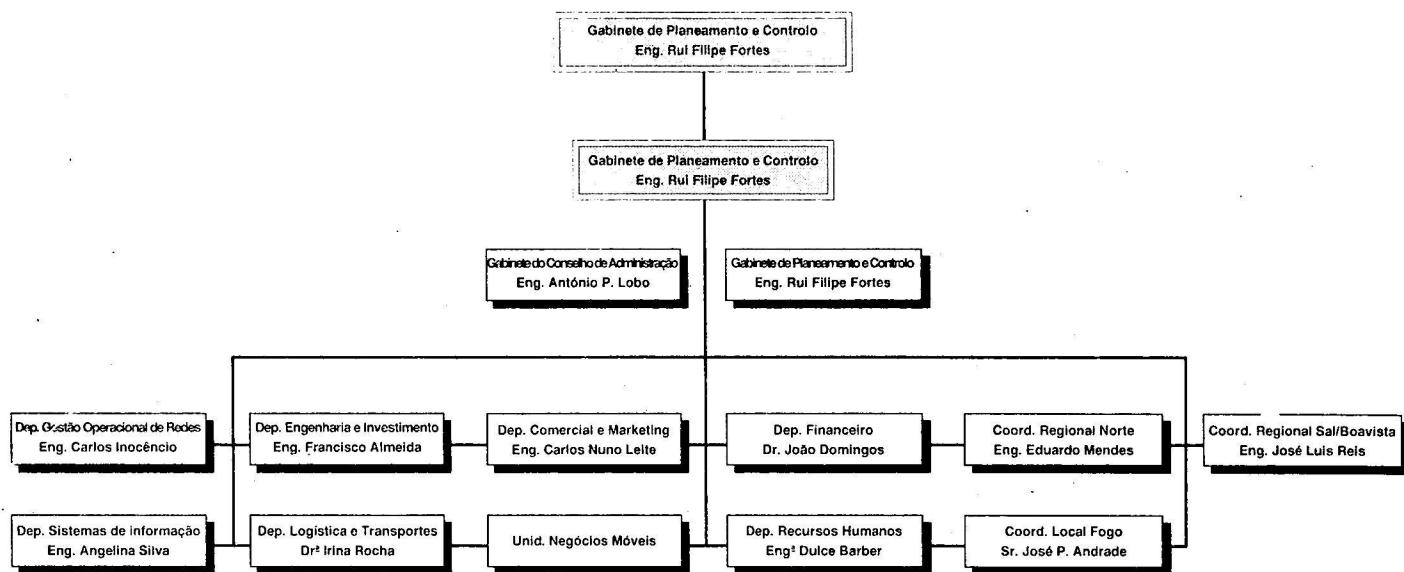 Gabinete de Planeamento e Controlo
Eng. Rui Filipe Fortes
Gabinete de Planeamento e Controlo
Eng. Rui Filipe Fortes
Gabinete do Conselho de Administração
Eng. António P. Lobo
Gabinete de Planeamento e Controlo
Eng. Rui Filipe Fortes
Dep. Gestão Operacional de Redes
Eng. Carlos Inocêncio
Dep. Engenharia e Investimento
Eng. Francisco Almeida
Dep. Comercial e Marketing
Eng. Carlos Nuno Leite
Dep. Financeiro
Dr. João Domingos
Coord. Regional Norte
Eng. Eduardo Mendes
Coord. Regional Sal/Boavista
Eng. José Luis Reis
Dep. Sistemas de informação
Eng. Angelina Silva
Dep. Logística e Transportes
Drª Irina Rocha
Unid. Negócios Móveis
Dep. Recursos Humanos
Engª Dulce Barber
Coord. Local Fogo
Sr. José P. Andrade